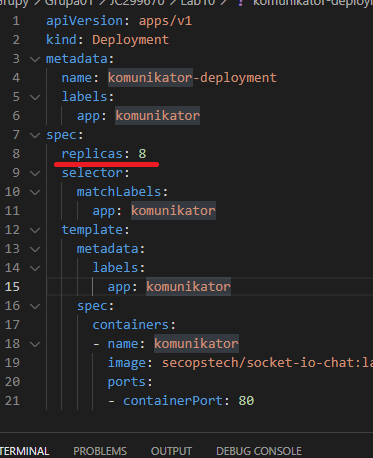 Grupy > Grupa01 > JC299670 > Lab10 > ! komunikator-deploym
1 apiVersion: apps/v1
2 kind: Deployment
3 metadata:
4 name: komunikator-deployment
5 labels:
6 app: komunikator
7 spec:
8 replicas: 8
9 selector:
10 matchLabels:
11 app: komunikator
12 template:
13 metadata:
14 labels:
15 app: komunikator
16 spec:
17 containers:
18 - name: komunikator
19 image: secopstech/socket-io-chat:la
20 ports:
21 - containerPort: 80
TERMINAL PROBLEMS OUTPUT DEBUG CONSOLE